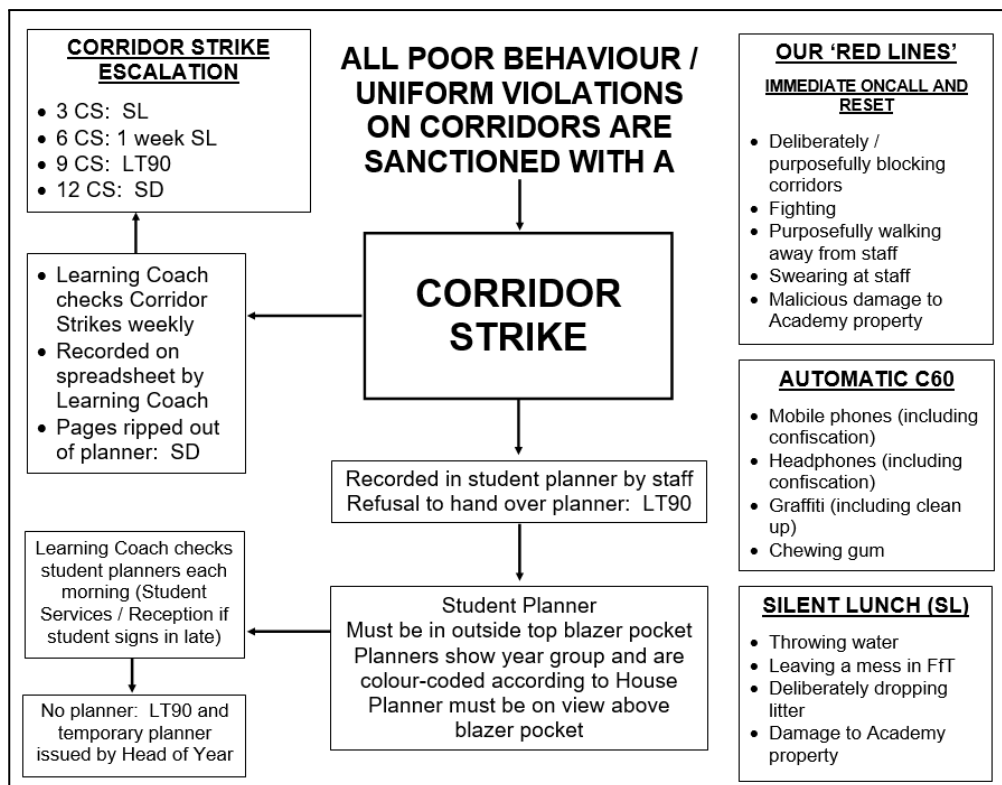 CORRIDOR STRIKE
ESCALATION
• 3 CS: SL
• 6 CS: 1 week SL
• 9 CS: LT90
• 12 CS: SD
ALL POOR BEHAVIOUR /
UNIFORM VIOLATIONS
ON CORRIDORS ARE
SANCTIONED WITH A
OUR ‘RED LINES’
IMMEDIATE ONCALL AND
RESET
• Deliberately /
purposefully blocking
corridors
• Fighting
• Purposefully walking
away from staff
• Swearing at staff
• Malicious damage to
Academy property
• Learning Coach
checks Corridor
Strikes weekly
• Recorded on
spreadsheet by
Learning Coach
• Pages ripped out
of planner: SD
CORRIDOR
STRIKE
AUTOMATIC C60
• Mobile phones (including
confiscation)
• Headphones (including
confiscation)
• Graffiti (including clean
up)
• Chewing gum
Recorded in student planner by staff
Refusal to hand over planner: LT90
Learning Coach checks
student planners each
morning (Student
Services / Reception if
student signs in late)
Student Planner
Must be in outside top blazer pocket
Planners show year group and are
colour-coded according to House
Planner must be on view above
blazer pocket
No planner: LT90 and
temporary planner
issued by Head of Year
SILENT LUNCH (SL)
• Throwing water
• Leaving a mess in FfT
• Deliberately dropping
litter
• Damage to Academy
property